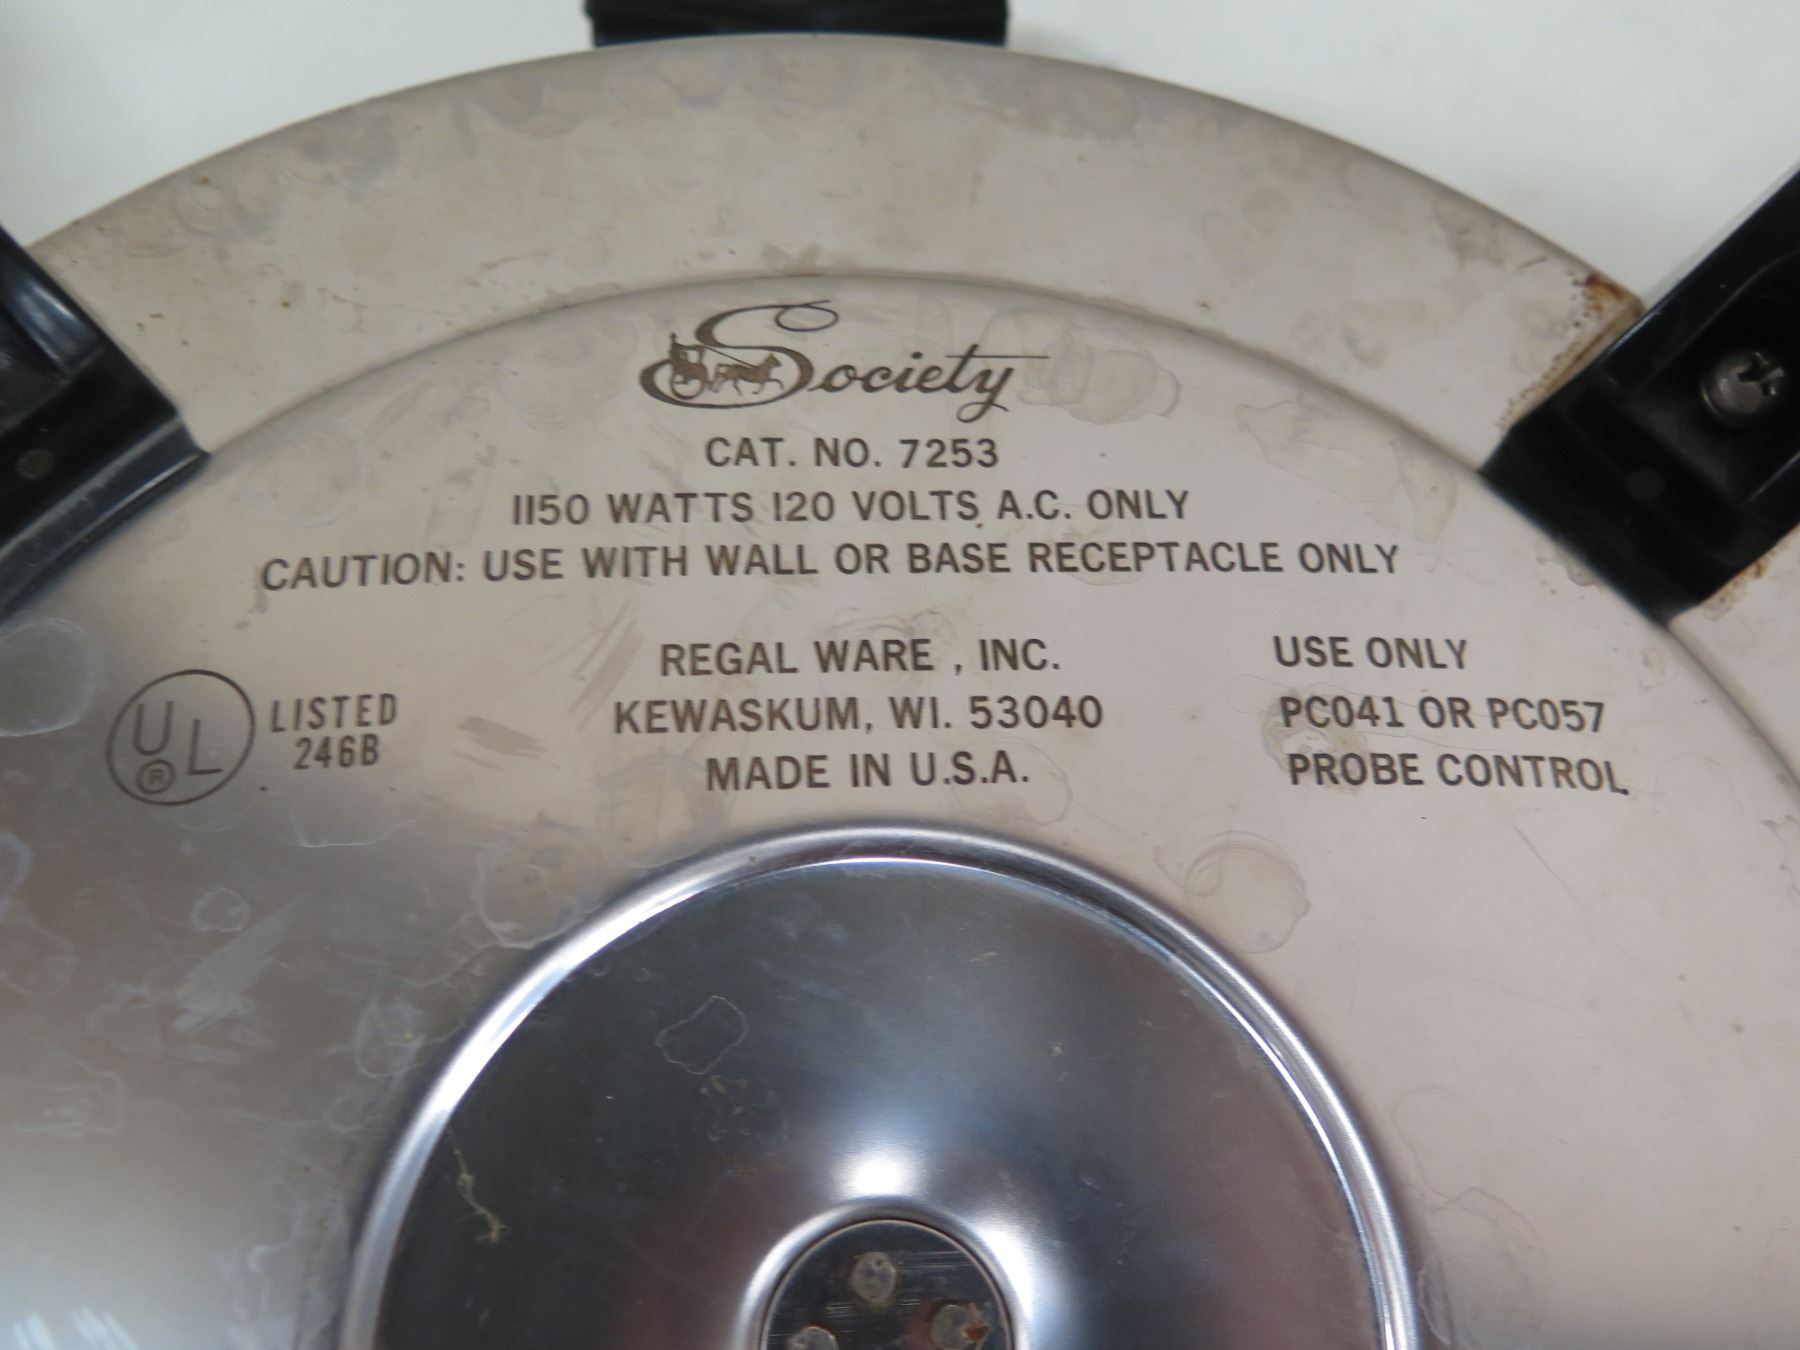 Society
CAT. NO. 7253
1150 WATTS 120 VOLTS A.C. ONLY
CAUTION: USE WITH WALL OR BASE RECEPTACLE ONLY
UL ®
LISTED
246B
REGAL WARE , INC.
KEWASKUM, WI. 53040
MADE IN U.S.A.
USE ONLY
PC041 OR PC057
PROBE CONTROL